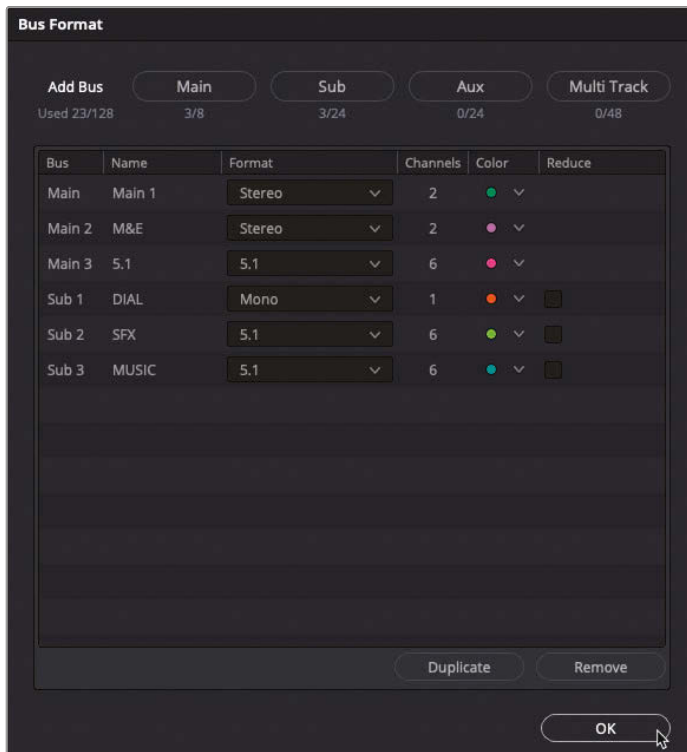 Bus Format
Add Bus Main Sub Aux Multi Track
Used 23/128 3/8 3/24 0/24 0/48
Bus Name Format Channels Color Reduce
Main Main 1 Stereo 2
Main 2 M&E Stereo 2
Main 3 5.1 5.1 6
Sub 1 DIAL Mono 1
Sub 2 SFX 5.1 6
Sub 3 MUSIC 5.1 6
Duplicate Remove
OK